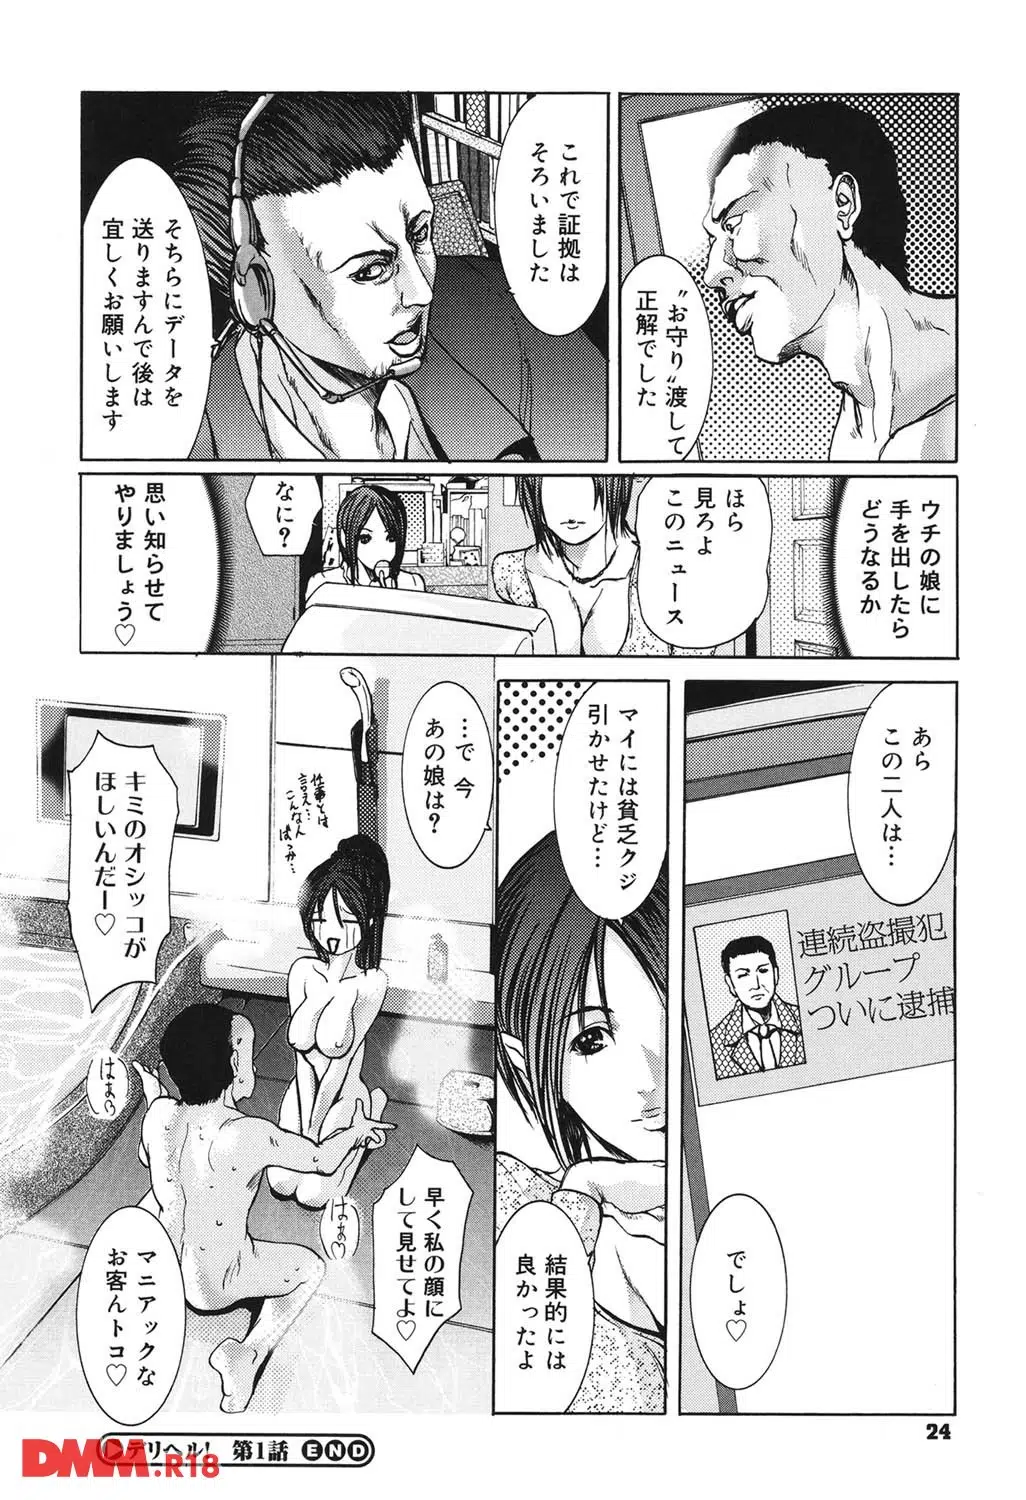 〝お守り〟渡して
正解でした
これで証拠は
そろいました
そちらにデータを
送りますんで後は
宜しくお願いします
ウチの娘に
手を出したら
どうなるか
ほら
見ろよ
このニュース
なに?
思い知らせて
やりましょう♡
あら
この二人は…
連続盗撮犯
グループ
ついに逮捕
でしょ♡
マイには貧乏クジ
引かせたけど…
結果的には
良かったよ
…で 今
あの娘は?
仕事とは
言え…
こんな人
ばっか…
キミのオシッコが
ほしいんだー♡
はぁ
はぁ♡
早く私の顔に
して見せてよ♡
マニアックな
お客んトコ♡
デリヘル! 第1話 END
24
DMM.R18